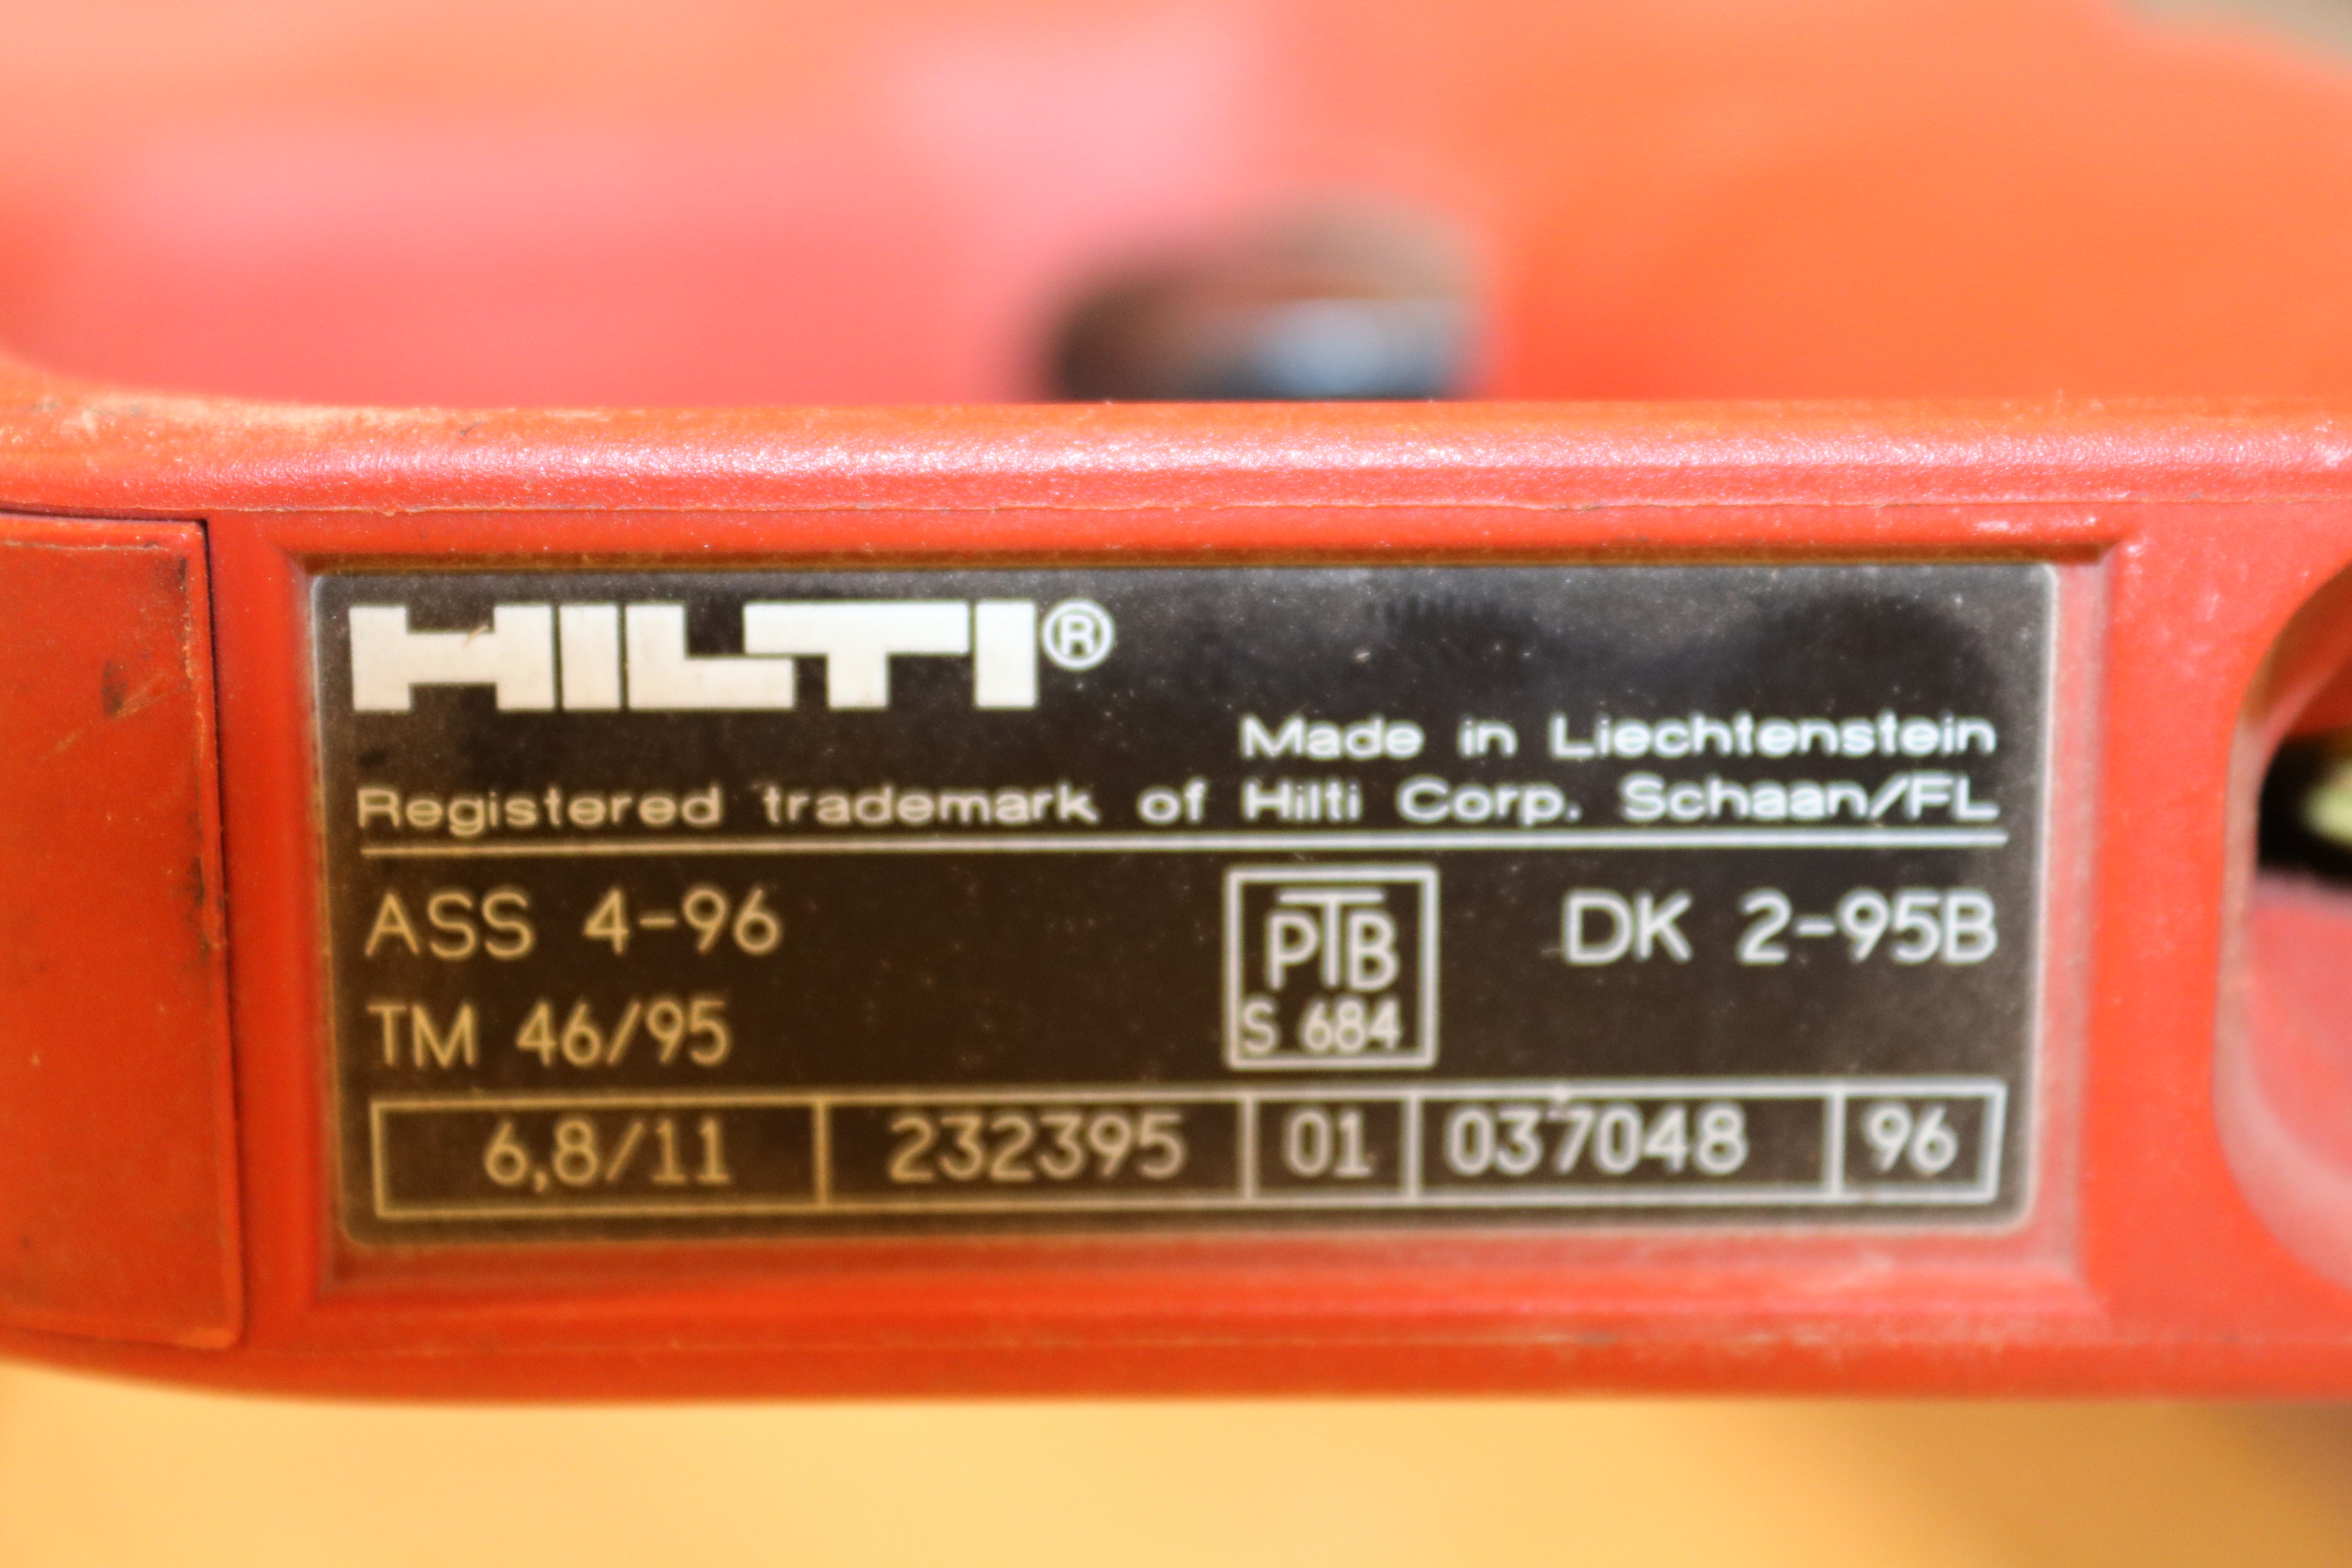 HILTI®
Made in Liechtenstein
Registered trademark of Hilti Corp. Schaan/FL
ASS 4-96
PTB
DK 2-95B
TM 46/95
S 684
6,8/11 232395 01 037048 96